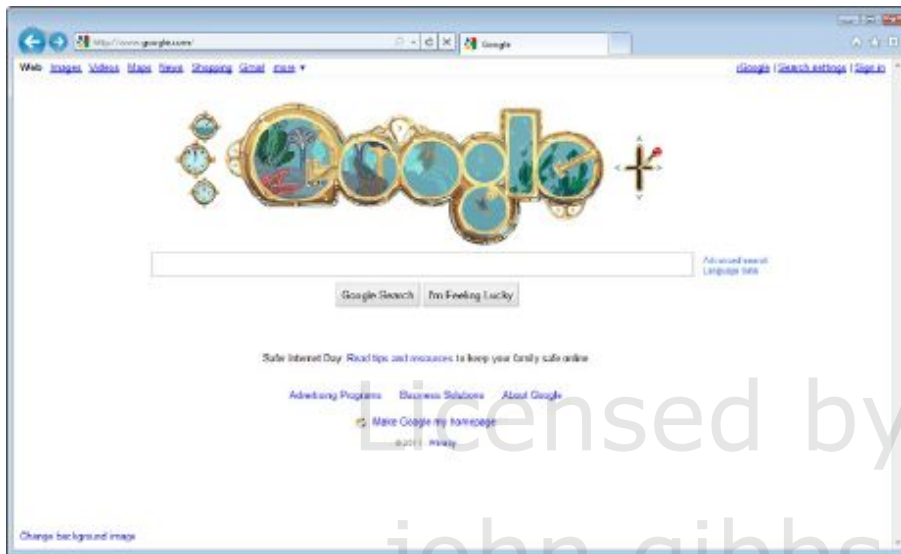 http://www.google.com/
Google
Web Images Videos Maps News Shopping Gmail more ▼
iGoogle | Search settings | Sign in
Google
Advanced search
Language tools
Google Search
I'm Feeling Lucky
Safer Internet Day: Read tips and resources to keep your family safe online
Advertising Programs Business Solutions About Google
Make Google my homepage
© 2011 - Privacy
Change background image
Licensed by
john gibbs